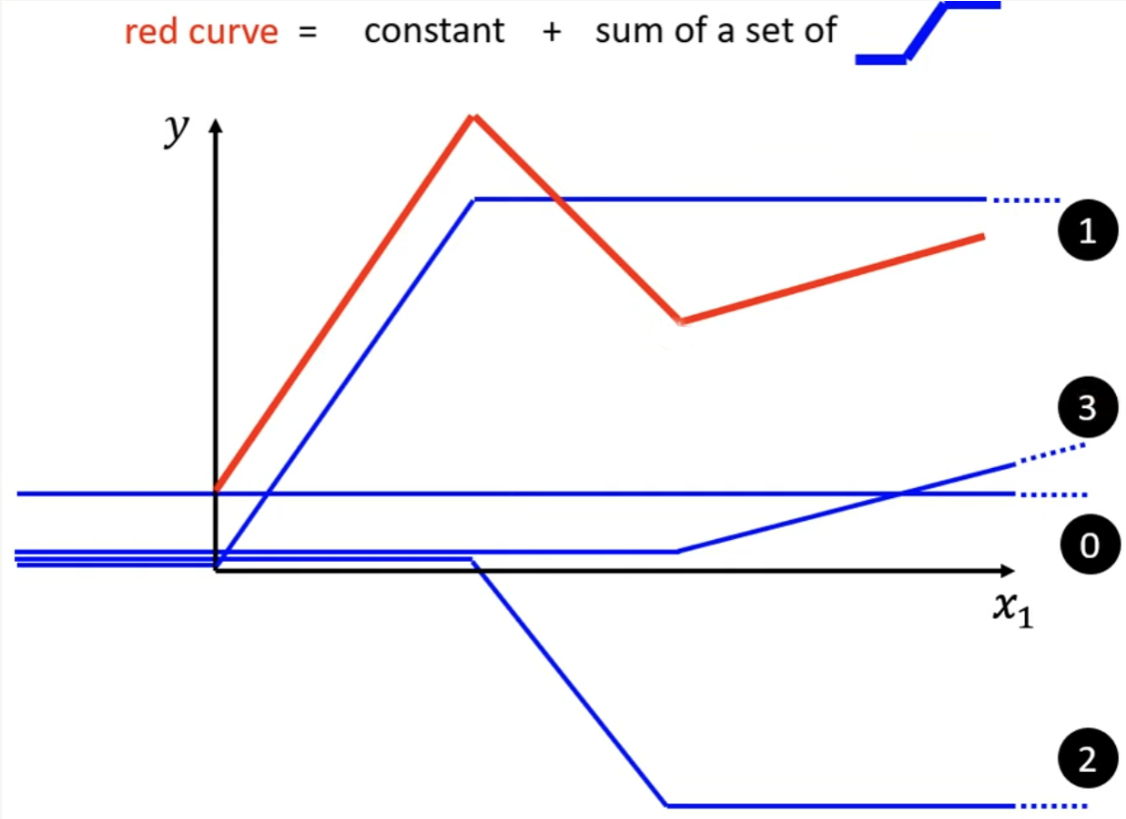 red curve = constant + sum of a set of
y
1
3
0
x₁
2